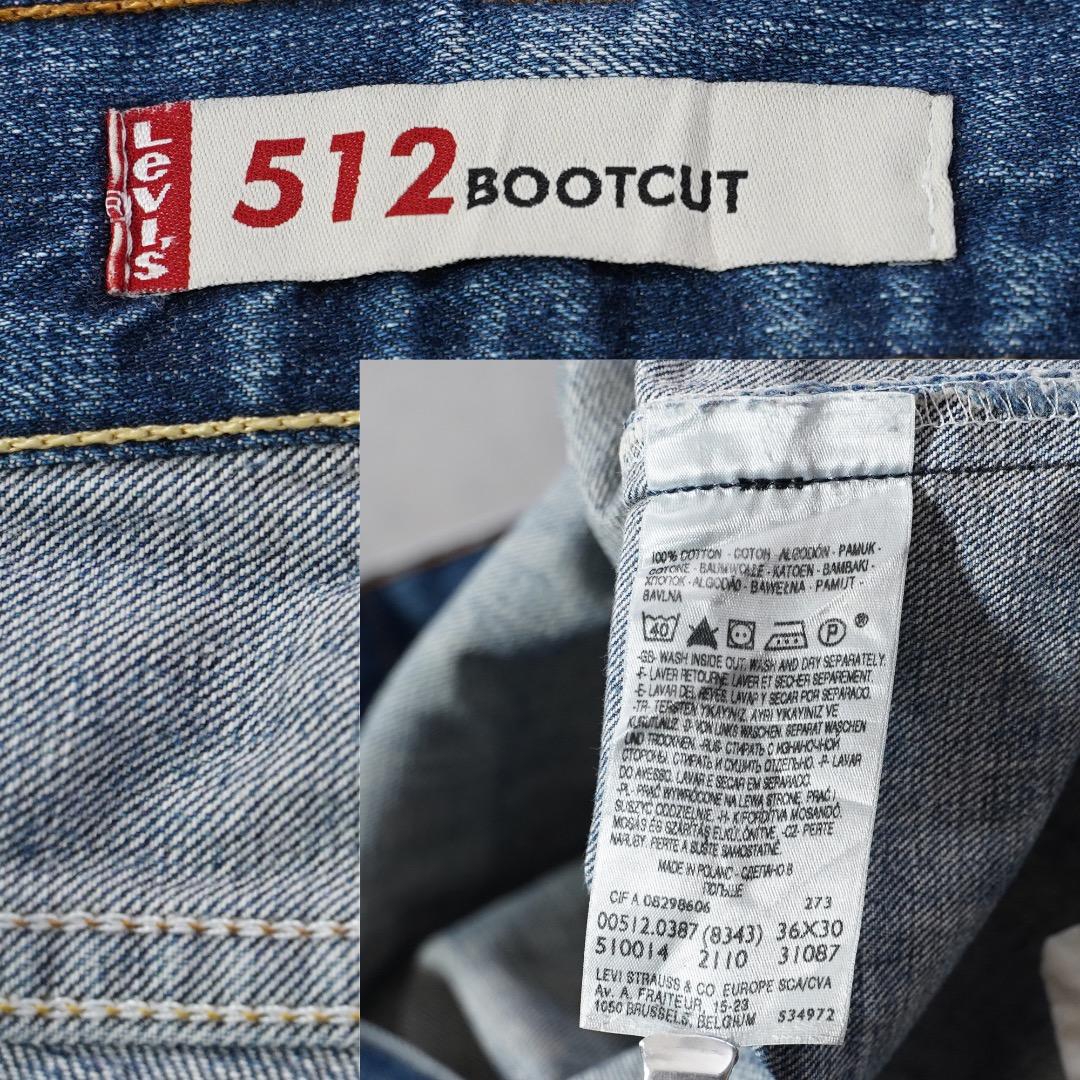 LEVI'S
®
512 BOOTCUT
100% COTTON - COTON - ALGODÓN - PAMUK -
COTONE - BAUMWOLLE - KATOEN - BAMBAKI -
ХЛОПОК - ALGODÃO - BAWEŁNA - PAMUT -
BAVLNA
40 P ®
-GB- WASH INSIDE OUT. WASH AND DRY SEPARATELY.
-F- LAVER RETOURNE. LAVER ET SECHER SEPAREMENT.
-E- LAVAR DEL REVES. LAVAR Y SECAR POR SEPARADO.
-TR- TERSTEN YIKAYINIZ. AYRI YIKAYINIZ VE
KURUTUNUZ. -D- VON LINKS WASCHEN. SEPARAT WASCHEN
UND TROCKNEN. -RUS- СТИРАТЬ С ИЗНАНОЧНОЙ
СТОРОНЫ. СТИРАТЬ И СУШИТЬ ОТДЕЛЬНО. -P- LAVAR
DO AVESSO. LAVAR E SECAR EM SEPARADO.
-PL- PRAĆ WYWRÓCONE NA LEWĄ STRONĘ. PRAĆ I
SUSZYĆ ODDZIELNIE. -H- KIFORDÍTVA MOSANDÓ.
MOSÁS ÉS SZÁRÍTÁS ELKÜLÖNÍTVE. -CZ- PERTE
NARUBY. PERTE A SUŠTE SAMOSTATNĚ.
MADE IN POLAND - СДЕЛАНО В
ПОЛЬШЕ
CIF A 08298606 273
00512.0387 (8343) 36X30
510014 2110 31087
LEVI STRAUSS & CO. EUROPE SCA/CVA
Av. A. FRAITEUR, 15-23
1050 BRUSSELS, BELGIUM S34972